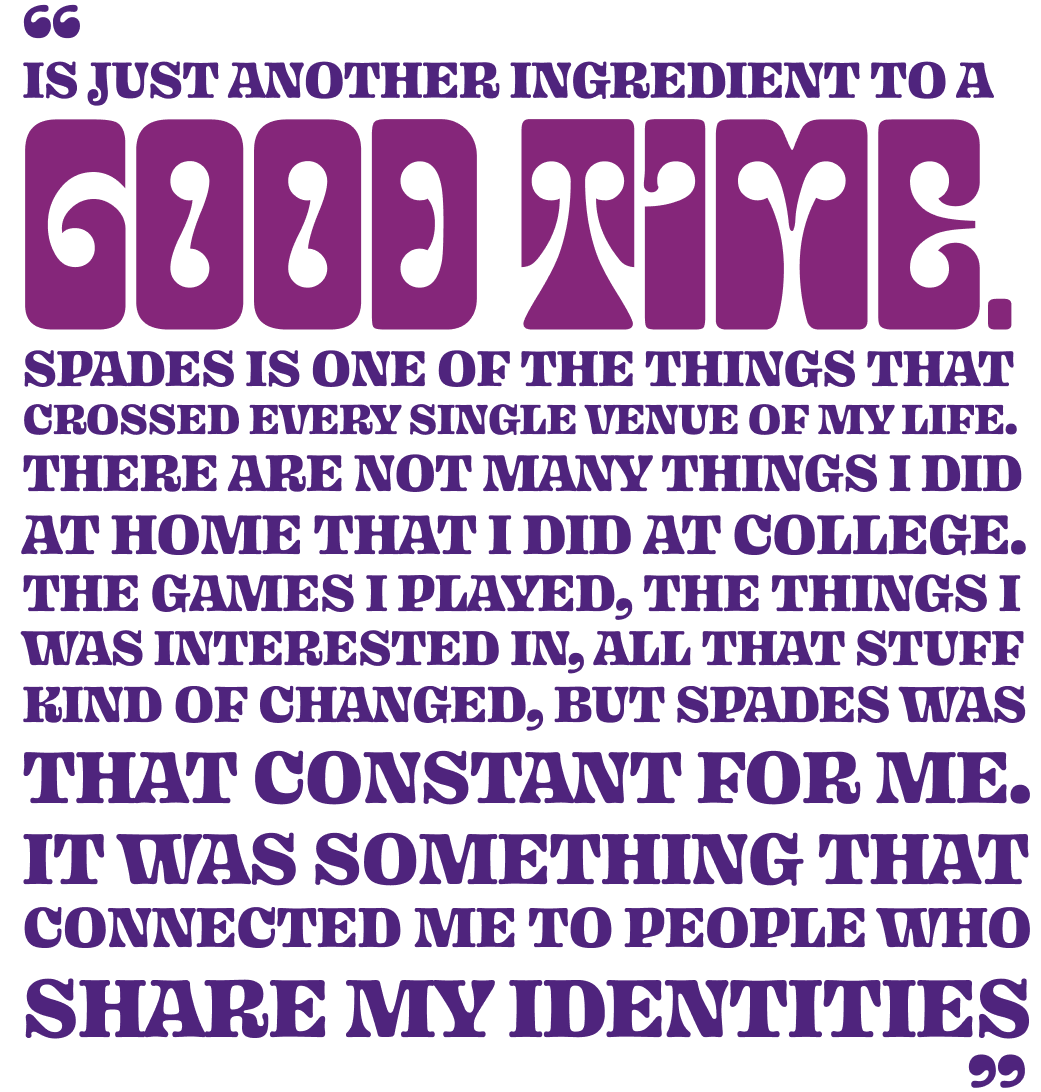 “
IS JUST ANOTHER INGREDIENT TO A
GOOD TIME.
SPADES IS ONE OF THE THINGS THAT
CROSSED EVERY SINGLE VENUE OF MY LIFE.
THERE ARE NOT MANY THINGS I DID
AT HOME THAT I DID AT COLLEGE.
THE GAMES I PLAYED, THE THINGS I
WAS INTERESTED IN, ALL THAT STUFF
KIND OF CHANGED, BUT SPADES WAS
THAT CONSTANT FOR ME.
IT WAS SOMETHING THAT
CONNECTED ME TO PEOPLE WHO
SHARE MY IDENTITIES
”